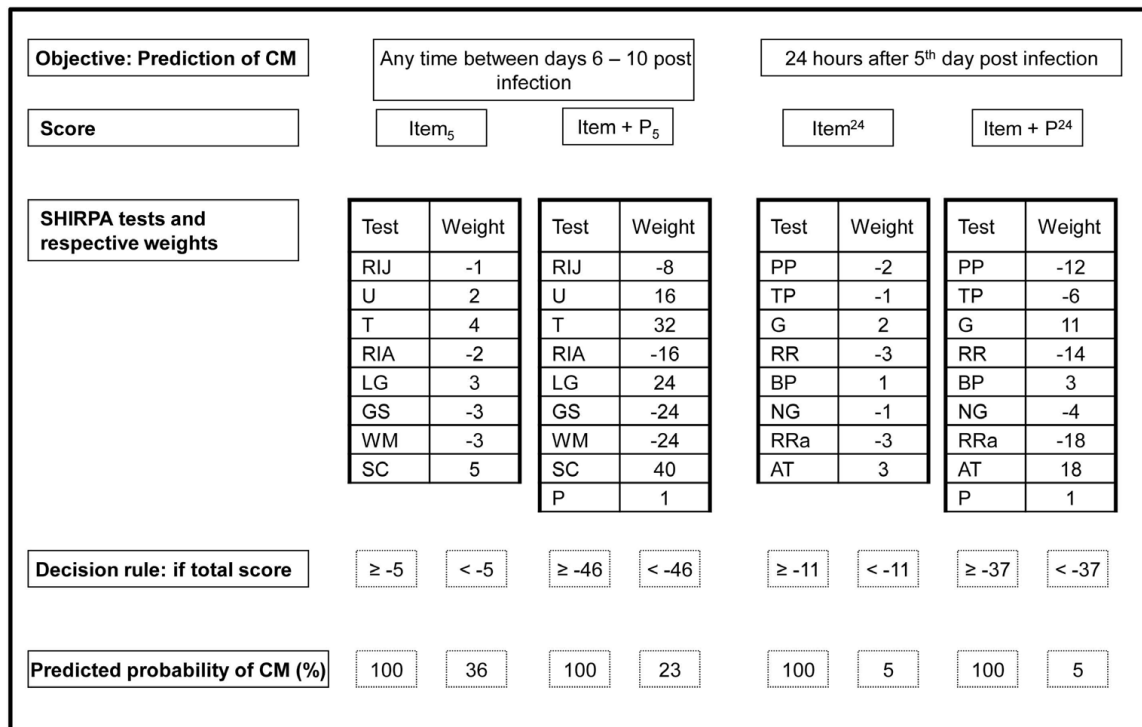 Objective: Prediction of CM
Any time between days 6 – 10 post
infection
24 hours after 5th day post infection
Score
Item5
Item + P5
Item24
Item + P24
SHIRPA tests and
respective weights
Test Weight
RIJ -1
U 2
T 4
RIA -2
LG 3
GS -3
WM -3
SC 5
Test Weight
RIJ -8
U 16
T 32
RIA -16
LG 24
GS -24
WM -24
SC 40
P 1
Test Weight
PP -2
TP -1
G 2
RR -3
BP 1
NG -1
RRa -3
AT 3
Test Weight
PP -12
TP -6
G 11
RR -14
BP 3
NG -4
RRa -18
AT 18
P 1
Decision rule: if total score
≥ -5 < -5 ≥ -46 < -46 ≥ -11 < -11 ≥ -37 < -37
Predicted probability of CM (%)
100 36 100 23 100 5 100 5